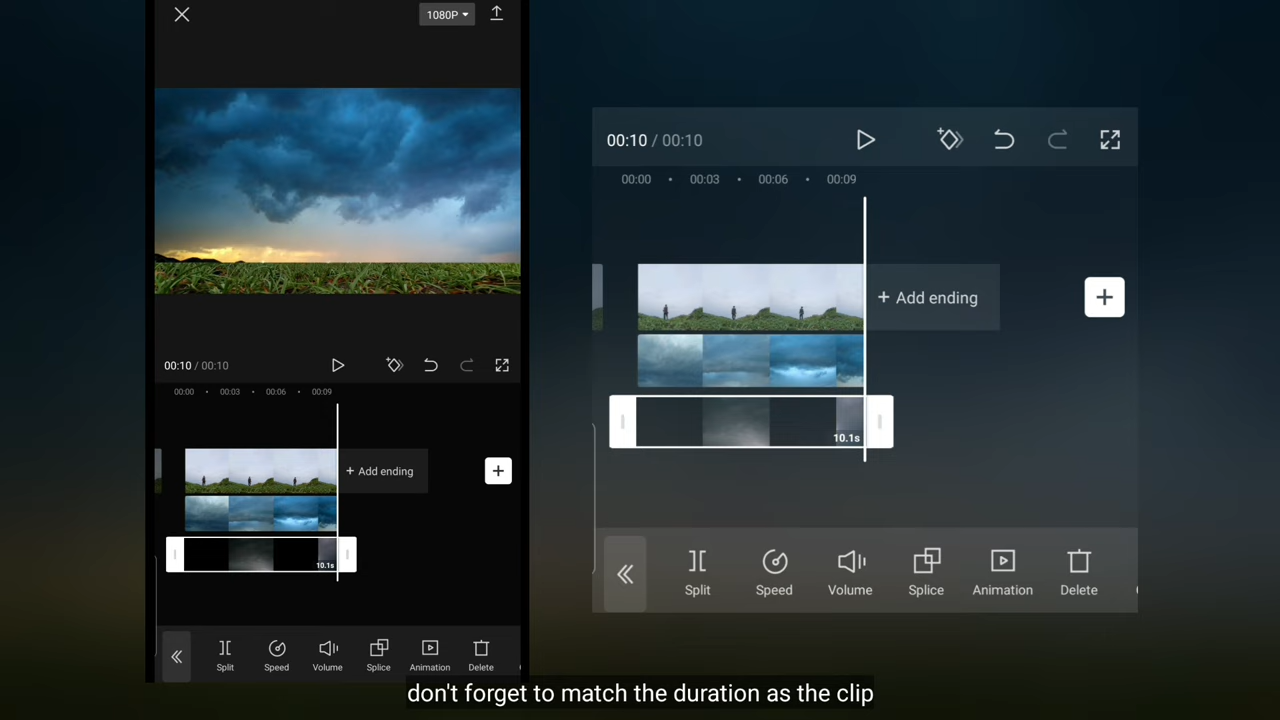 1080P
00:10 / 00:10
00:00 00:03 00:06 00:09
+ Add ending
10.1s
Split Speed Volume Splice Animation Delete
00:10 / 00:10
00:00 00:03 00:06 00:09
+ Add ending
10.1s
Split Speed Volume Splice Animation Delete
don't forget to match the duration as the clip